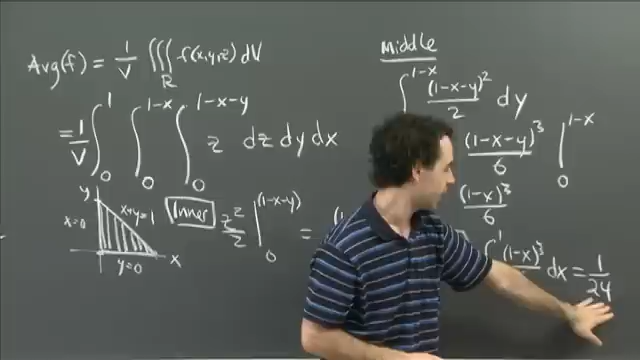 Avg(f) = 1/V ∭_R f(x,y,z) dV
= 1/V ∫_0^1 ∫_0^{1-x} ∫_0^{1-x-y} z dz dy dx
y
x=0
x+y=1
y=0
x
Inner
z²/2 |_0^{(1-x-y)} =
Middle
∫^{1-x} (1-x-y)²/2 dy
(1-x-y)³/6 |_0^{1-x}
(1-x)³/6
∫^1 (1-x)³ dx = 1/24